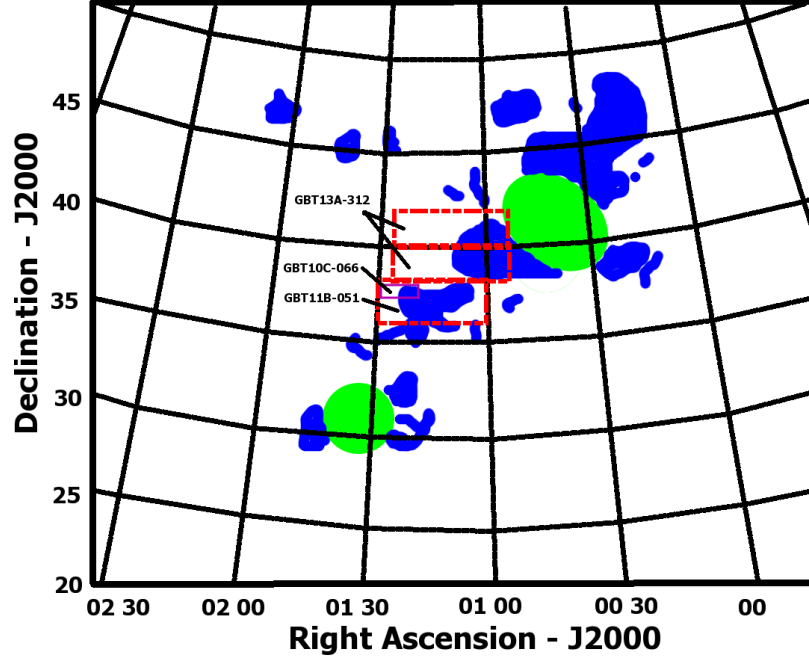 45
GBT13A-312
40
GBT10C-066
GBT11B-051
35
30
25
20
Declination - J2000
02 30
02 00
01 30
01 00
00 30
00
Right Ascension - J2000